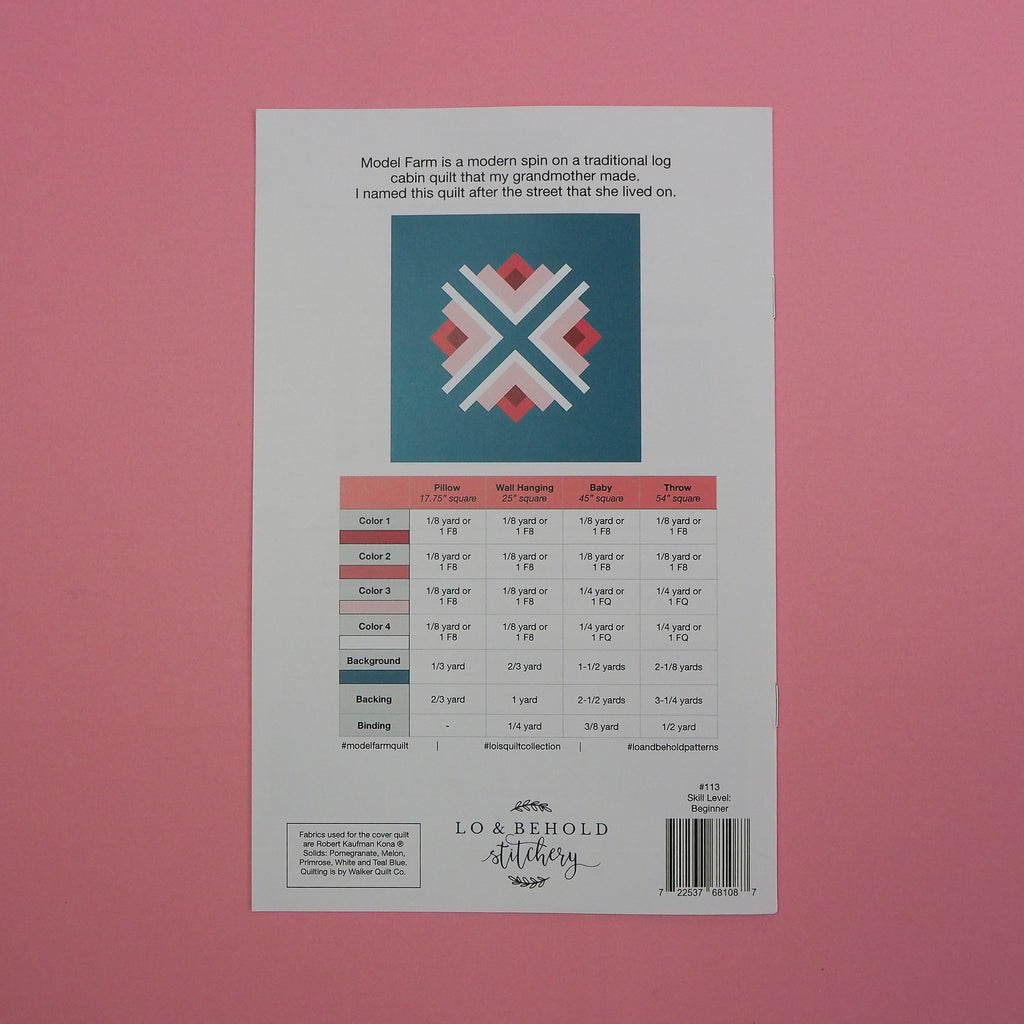 Model Farm is a modern spin on a traditional log
cabin quilt that my grandmother made.
I named this quilt after the street that she lived on.
Pillow Wall Hanging Baby Throw
17.75" square 25" square 45" square 54" square
Color 1 1/8 yard or 1/8 yard or 1/8 yard or 1/8 yard or
1 F8 1 F8 1 F8 1 F8
Color 2 1/8 yard or 1/8 yard or 1/8 yard or 1/8 yard or
1 F8 1 F8 1 F8 1 F8
Color 3 1/8 yard or 1/8 yard or 1/4 yard or 1/4 yard or
1 F8 1 F8 1 FQ 1 FQ
Color 4 1/8 yard or 1/8 yard or 1/4 yard or 1/4 yard or
1 F8 1 F8 1 FQ 1 FQ
Background 1/3 yard 2/3 yard 1-1/2 yards 2-1/8 yards
Backing 2/3 yard 1 yard 2-1/2 yards 3-1/4 yards
Binding - 1/4 yard 3/8 yard 1/2 yard
#modelfarmquilt | #loisquiltcollection | #loandbeholdpatterns
Fabrics used for the cover quilt
are Robert Kaufman Kona ®
Solids: Pomegranate, Melon,
Primrose, White and Teal Blue.
Quilting is by Walker Quilt Co.
LO & BEHOLD
stitchery
#113
Skill Level:
Beginner
7 22537 68108 7